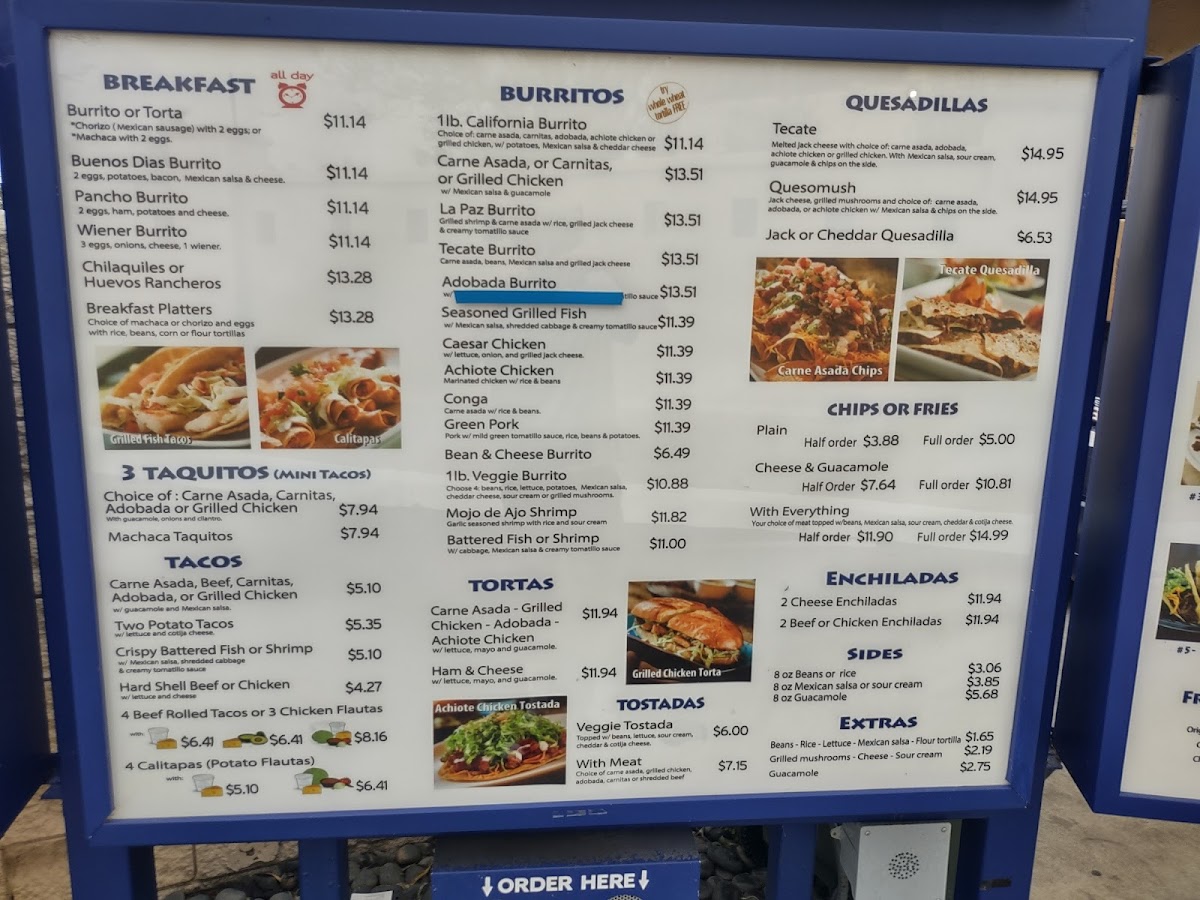 BREAKFAST
all day
Burrito or Torta $11.14
*Chorizo (Mexican sausage) with 2 eggs; or
*Machaca with 2 eggs.
Buenos Dias Burrito $11.14
2 eggs, potatoes, bacon, Mexican salsa & cheese.
Pancho Burrito $11.14
2 eggs, ham, potatoes and cheese.
Wiener Burrito $11.14
3 eggs, onions, cheese, 1 wiener.
Chilaquiles or
Huevos Rancheros $13.28
Breakfast Platters $13.28
Choice of machaca or chorizo and eggs
with rice, beans, corn or flour tortillas
Grilled Fish Tacos
Calitapas
3 TAQUITOS (MINI TACOS)
Choice of : Carne Asada, Carnitas,
Adobada or Grilled Chicken $7.94
With guacamole, onions and cilantro.
Machaca Taquitos $7.94
TACOS
Carne Asada, Beef, Carnitas,
Adobada, or Grilled Chicken $5.10
w/ guacamole and Mexican salsa.
Two Potato Tacos $5.35
w/ lettuce and cotija cheese.
Crispy Battered Fish or Shrimp $5.10
w/ Mexican salsa, shredded cabbage
& creamy tomatillo sauce
Hard Shell Beef or Chicken $4.27
w/ lettuce and cheese
4 Beef Rolled Tacos or 3 Chicken Flautas
with: $6.41 $6.41 $8.16
4 Calitapas (Potato Flautas)
with: $5.10 $6.41
BURRITOS
try
whole wheat
tortilla FREE
1lb. California Burrito
Choice of: carne asada, carnitas, adobada, achiote chicken or
grilled chicken, w/ potatoes, Mexican salsa & cheddar cheese $11.14
Carne Asada, or Carnitas,
or Grilled Chicken $13.51
w/ Mexican salsa & guacamole
La Paz Burrito $13.51
Grilled shrimp & carne asada w/ rice, grilled jack cheese
& creamy tomatillo sauce
Tecate Burrito $13.51
Carne asada, beans, Mexican salsa and grilled jack cheese
Adobada Burrito
w/ tillo sauce $13.51
Seasoned Grilled Fish
w/ Mexican salsa, shredded cabbage & creamy tomatillo sauce $11.39
Caesar Chicken $11.39
w/ lettuce, onion, and grilled jack cheese.
Achiote Chicken $11.39
Marinated chicken w/ rice & beans
Conga $11.39
Carne asada w/ rice & beans.
Green Pork $11.39
Pork w/ mild green tomatillo sauce, rice, beans & potatoes.
Bean & Cheese Burrito $6.49
1lb. Veggie Burrito $10.88
Choose 4: beans, rice, lettuce, potatoes, Mexican salsa,
cheddar cheese, sour cream or grilled mushrooms.
Mojo de Ajo Shrimp $11.82
Garlic seasoned shrimp with rice and sour cream
Battered Fish or Shrimp $11.00
W/ cabbage, Mexican salsa & creamy tomatillo sauce
TORTAS
Carne Asada - Grilled $11.94
Chicken - Adobada -
Achiote Chicken
w/ lettuce, mayo and guacamole.
Ham & Cheese $11.94
w/ lettuce, mayo, and guacamole.
Grilled Chicken Torta
Achiote Chicken Tostada
TOSTADAS
Veggie Tostada $6.00
Topped w/ beans, lettuce, sour cream,
cheddar & cotija cheese.
With Meat $7.15
Choice of carne asada, grilled chicken,
adobada, carnitas or shredded beef
QUESADILLAS
Tecate $14.95
Melted Jack cheese with choice of: carne asada, adobada,
achiote chicken or grilled chicken. With Mexican salsa, sour cream,
guacamole & chips on the side.
Quesomush $14.95
Jack cheese, grilled mushrooms and choice of: carne asada,
adobada, or achiote chicken w/ Mexican salsa & chips on the side.
Jack or Cheddar Quesadilla $6.53
Carne Asada Chips
Tecate Quesadilla
CHIPS OR FRIES
Plain
Half order $3.88 Full order $5.00
Cheese & Guacamole
Half Order $7.64 Full order $10.81
With Everything
Your choice of meat topped w/beans, Mexican salsa, sour cream, cheddar & cotija cheese.
Half order $11.90 Full order $14.99
ENCHILADAS
2 Cheese Enchiladas $11.94
2 Beef or Chicken Enchiladas $11.94
SIDES
8 oz Beans or rice $3.06
8 oz Mexican salsa or sour cream $3.85
8 oz Guacamole $5.68
EXTRAS
Beans - Rice - Lettuce - Mexican salsa - Flour tortilla $1.65
Grilled mushrooms - Cheese - Sour cream $2.19
Guacamole $2.75
ORDER HERE
#5-